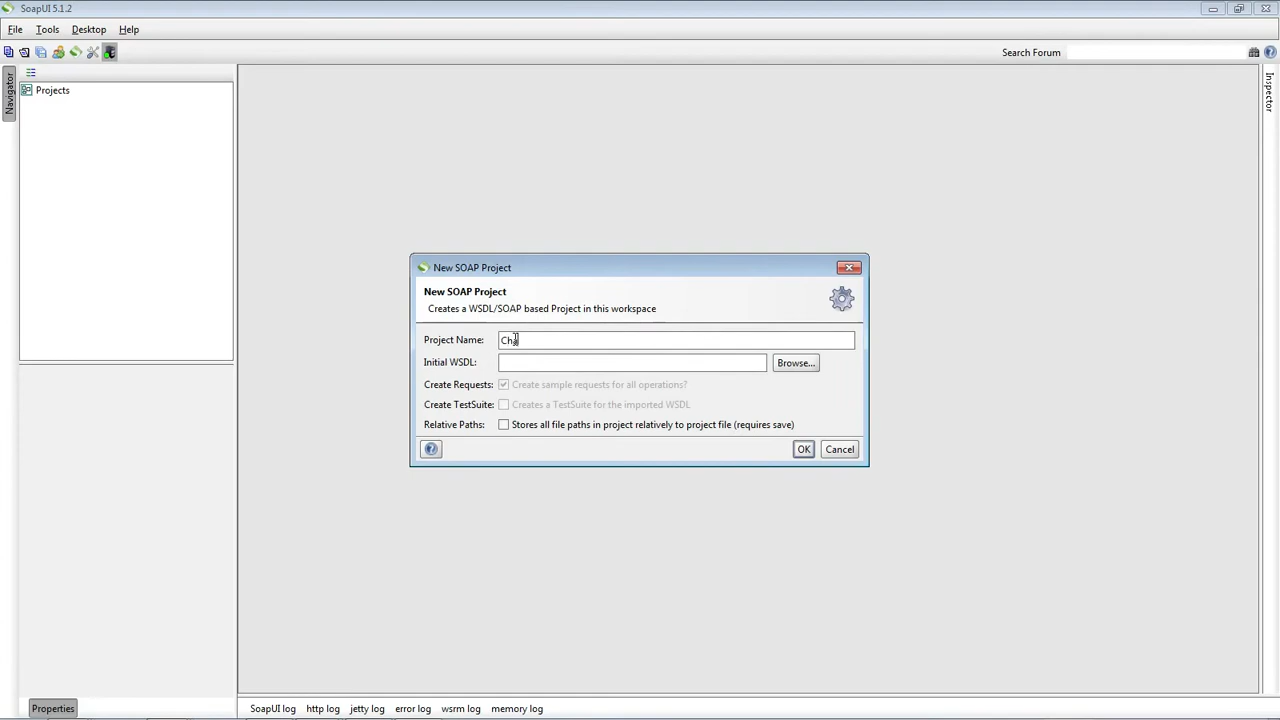 SoapUI 5.1.2
File Tools Desktop Help
Search Forum
Navigator
Projects
Inspector
New SOAP Project
New SOAP Project
Creates a WSDL/SOAP based Project in this workspace
Project Name: Cha
Initial WSDL: Browse...
Create Requests: Create sample requests for all operations?
Create TestSuite: Creates a TestSuite for the imported WSDL
Relative Paths: Stores all file paths in project relatively to project file (requires save)
OK Cancel
Properties SoapUI log http log jetty log error log wsrm log memory log